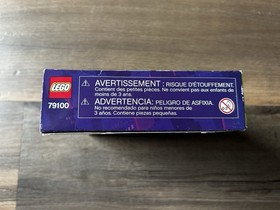 LEGO
79100
AVERTISSEMENT : RISQUE D'ÉTOUFFEMENT.
Contient des petites pièces. Ne convient pas aux enfants de moins
de 3 ans.
ADVERTENCIA: PELIGRO DE ASFIXIA.
No recomendado para niños menores de
3 años. Contiene piezas pequeñas.